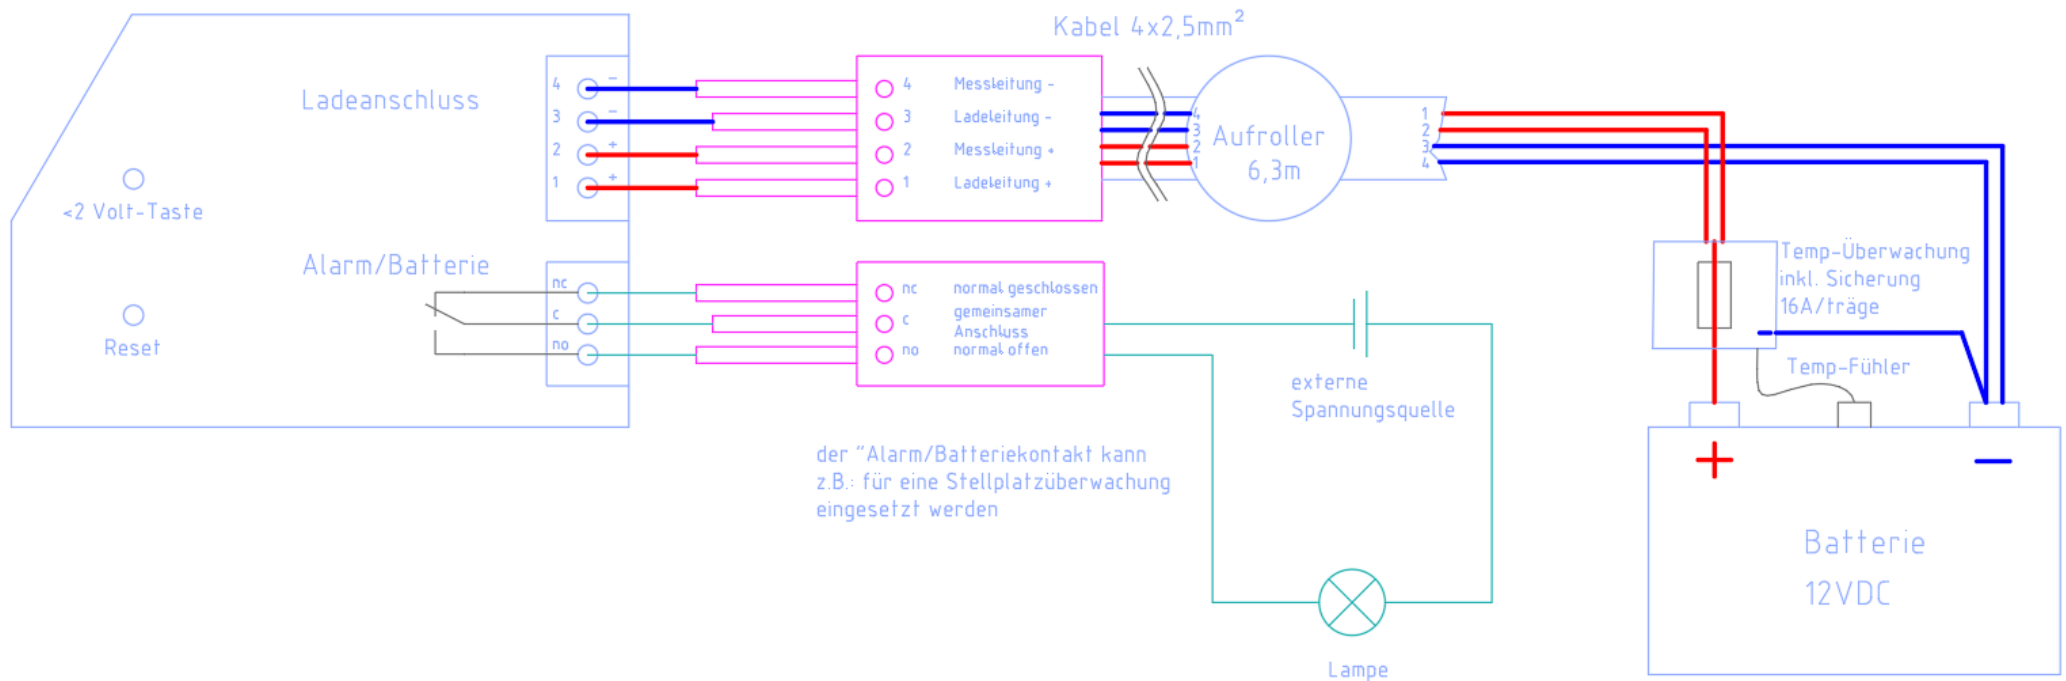 Kabel 4x2,5mm²
Ladeanschluss
4 -
3 -
2 +
1 +
4 Messleitung -
3 Ladeleitung -
2 Messleitung +
1 Ladeleitung +
4
3
2
1
Aufroller
6,3m
1
2
3
4
<2 Volt-Taste
Reset
Alarm/Batterie
nc
c
no
nc normal geschlossen
c gemeinsamer
Anschluss
no normal offen
externe
Spannungsquelle
der "Alarm/Batteriekontakt kann
z.B.: für eine Stellplatzüberwachung
eingesetzt werden
Lampe
Temp-Überwachung
inkl. Sicherung
16A/träge
Temp-Fühler
+ -
Batterie
12VDC